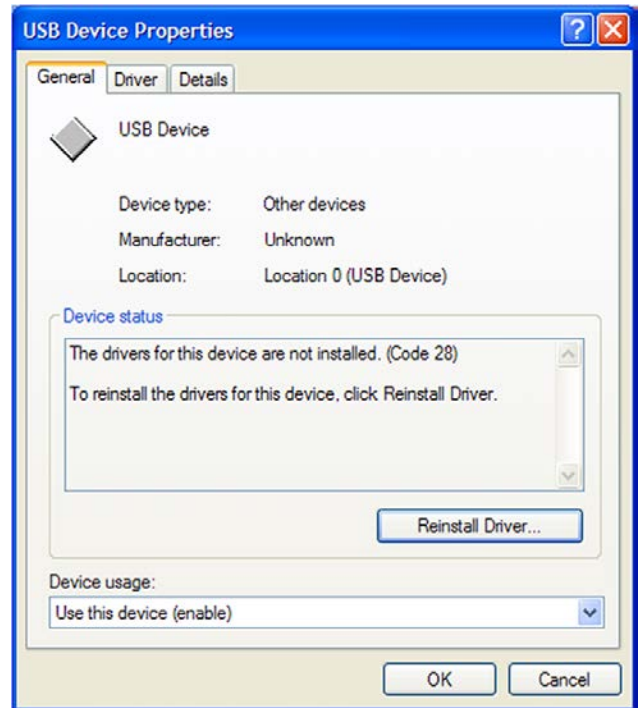 USB Device Properties
General Driver Details
USB Device
Device type: Other devices
Manufacturer: Unknown
Location: Location 0 (USB Device)
Device status
The drivers for this device are not installed. (Code 28)
To reinstall the drivers for this device, click Reinstall Driver.
Reinstall Driver...
Device usage:
Use this device (enable)
OK Cancel